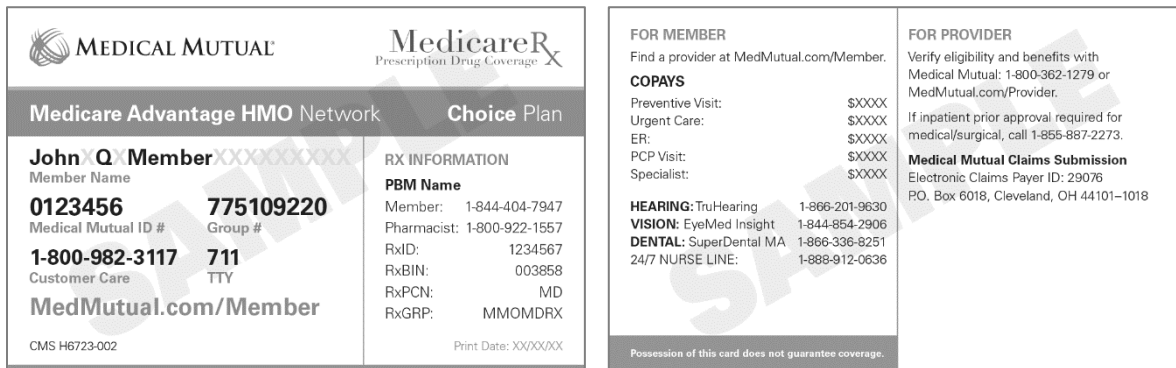 MEDICAL MUTUAL®
MedicareRx
Prescription Drug Coverage
Medicare Advantage HMO Network Choice Plan
JohnXQXMemberXXXXXXXXX
Member Name
0123456 775109220
Medical Mutual ID # Group #
1-800-982-3117 711
Customer Care TTY
MedMutual.com/Member
CMS H6723-002
RX INFORMATION
PBM Name
Member: 1-844-404-7947
Pharmacist: 1-800-922-1557
RxID: 1234567
RxBIN: 003858
RxPCN: MD
RxGRP: MMOMDRX
Print Date: XX/XX/XX
SAMPLE
FOR MEMBER
Find a provider at MedMutual.com/Member.
COPAYS
Preventive Visit: $XXXX
Urgent Care: $XXXX
ER: $XXXX
PCP Visit: $XXXX
Specialist: $XXXX
HEARING: TruHearing 1-866-201-9630
VISION: EyeMed Insight 1-844-854-2906
DENTAL: SuperDental MA 1-866-336-8251
24/7 NURSE LINE: 1-888-912-0636
Possession of this card does not guarantee coverage.
FOR PROVIDER
Verify eligibility and benefits with
Medical Mutual: 1-800-362-1279 or
MedMutual.com/Provider.
If inpatient prior approval required for
medical/surgical, call 1-855-887-2273.
Medical Mutual Claims Submission
Electronic Claims Payer ID: 29076
P.O. Box 6018, Cleveland, OH 44101–1018
SAMPLE